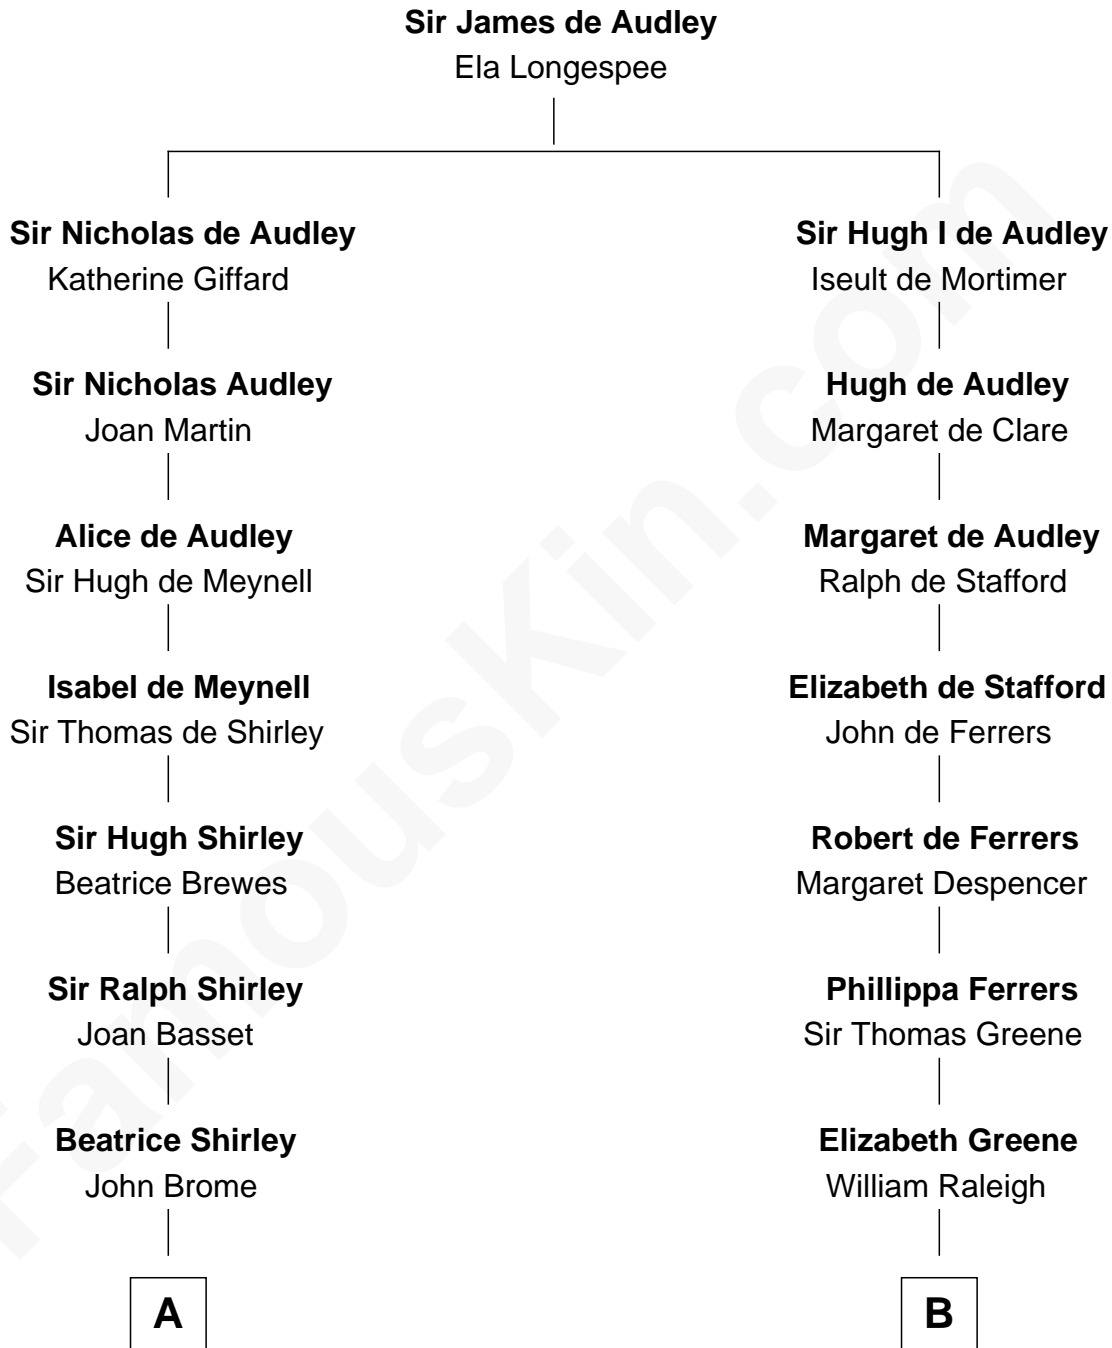 Sir James de Audley
Ela Longespee
Sir Nicholas de Audley
Katherine Giffard
Sir Hugh I de Audley
Iseult de Mortimer
Sir Nicholas Audley
Joan Martin
Hugh de Audley
Margaret de Clare
Alice de Audley
Sir Hugh de Meynell
Margaret de Audley
Ralph de Stafford
Isabel de Meynell
Sir Thomas de Shirley
Elizabeth de Stafford
John de Ferrers
Sir Hugh Shirley
Beatrice Brewes
Robert de Ferrers
Margaret Despencer
Sir Ralph Shirley
Joan Basset
Phillippa Ferrers
Sir Thomas Greene
Beatrice Shirley
John Brome
Elizabeth Greene
William Raleigh
A
B
FamousKin.com